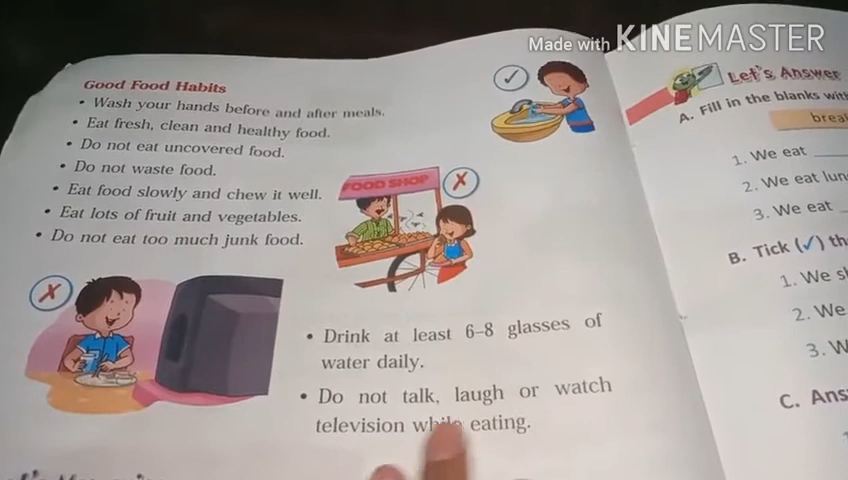 Made with KINEMASTER
Good Food Habits
• Wash your hands before and after meals.
• Eat fresh, clean and healthy food.
• Do not eat uncovered food.
• Do not waste food.
• Eat food slowly and chew it well.
• Eat lots of fruit and vegetables.
• Do not eat too much junk food.
FOOD SHOP
• Drink at least 6–8 glasses of
water daily.
• Do not talk, laugh or watch
television while eating.
Let's Answer
A. Fill in the blanks
1. We eat
2. We eat
3. We eat
B. Tick (✓)
1. We
2. We
3.
C.